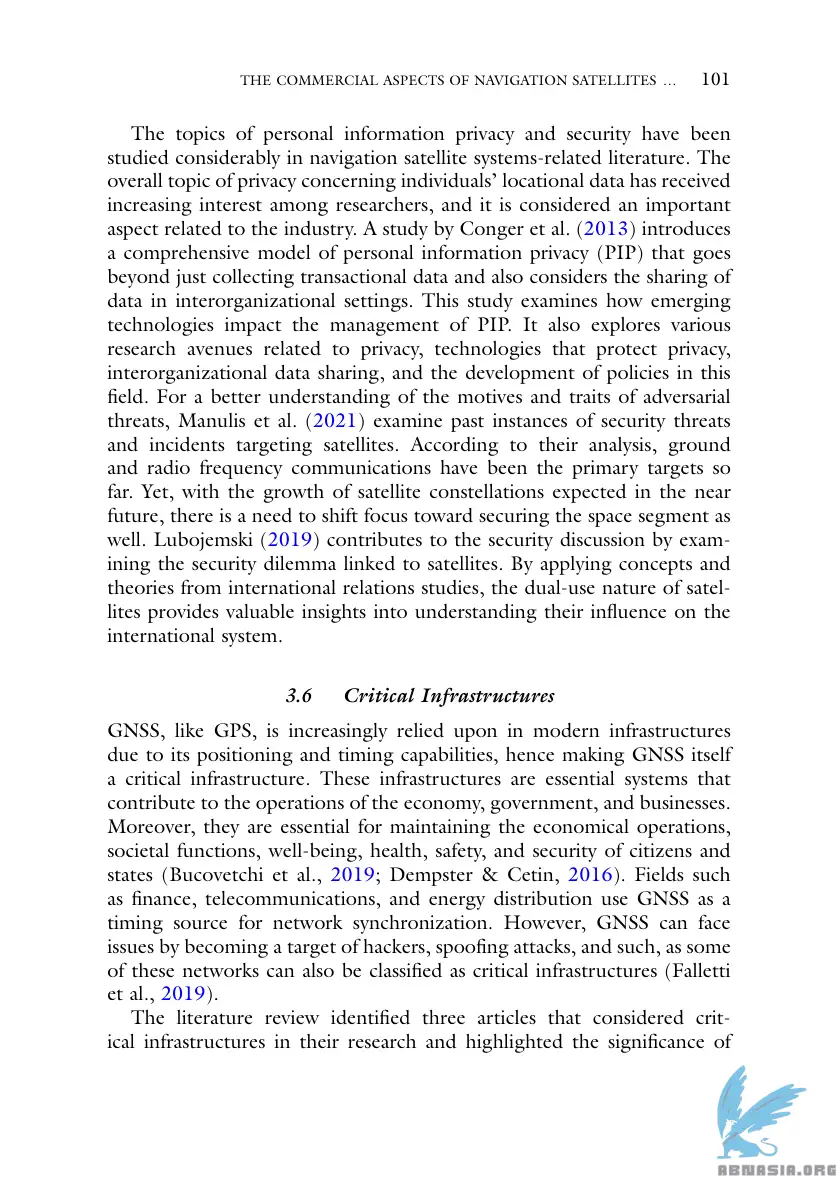 THE COMMERCIAL ASPECTS OF NAVIGATION SATELLITES … 101
The topics of personal information privacy and security have been
studied considerably in navigation satellite systems-related literature. The
overall topic of privacy concerning individuals’ locational data has received
increasing interest among researchers, and it is considered an important
aspect related to the industry. A study by Conger et al. (2013) introduces
a comprehensive model of personal information privacy (PIP) that goes
beyond just collecting transactional data and also considers the sharing of
data in interorganizational settings. This study examines how emerging
technologies impact the management of PIP. It also explores various
research avenues related to privacy, technologies that protect privacy,
interorganizational data sharing, and the development of policies in this
field. For a better understanding of the motives and traits of adversarial
threats, Manulis et al. (2021) examine past instances of security threats
and incidents targeting satellites. According to their analysis, ground
and radio frequency communications have been the primary targets so
far. Yet, with the growth of satellite constellations expected in the near
future, there is a need to shift focus toward securing the space segment as
well. Lubojemski (2019) contributes to the security discussion by exam-
ining the security dilemma linked to satellites. By applying concepts and
theories from international relations studies, the dual-use nature of satel-
lites provides valuable insights into understanding their influence on the
international system.
3.6 Critical Infrastructures
GNSS, like GPS, is increasingly relied upon in modern infrastructures
due to its positioning and timing capabilities, hence making GNSS itself
a critical infrastructure. These infrastructures are essential systems that
contribute to the operations of the economy, government, and businesses.
Moreover, they are essential for maintaining the economical operations,
societal functions, well-being, health, safety, and security of citizens and
states (Bucovetchi et al., 2019; Dempster & Cetin, 2016). Fields such
as finance, telecommunications, and energy distribution use GNSS as a
timing source for network synchronization. However, GNSS can face
issues by becoming a target of hackers, spoofing attacks, and such, as some
of these networks can also be classified as critical infrastructures (Falletti
et al., 2019).
The literature review identified three articles that considered crit-
ical infrastructures in their research and highlighted the significance of
ABNASIA.ORG